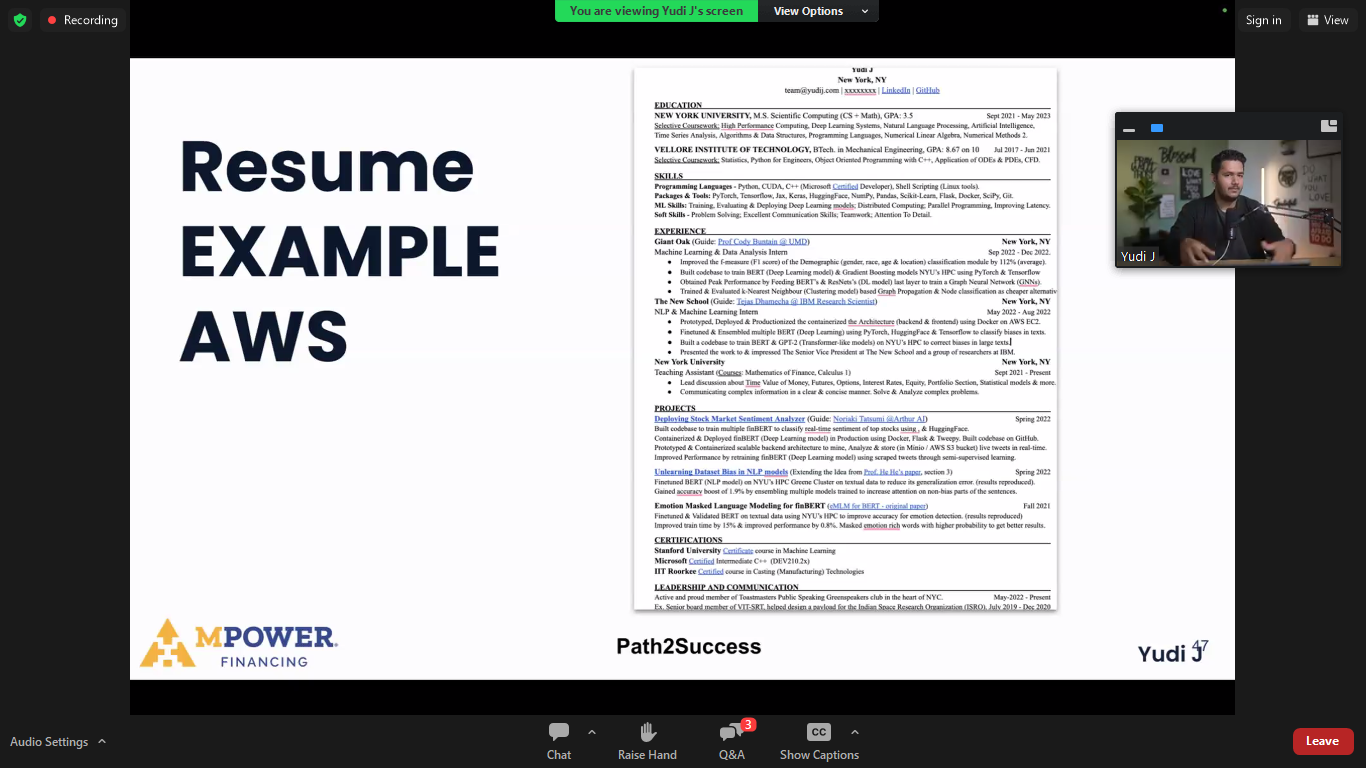 Recording
You are viewing Yudi J's screen
View Options
Sign in
View
Resume
EXAMPLE
AWS
Yudi J
New York, NY
team@yudij.com | xxxxxxxx | LinkedIn | GitHub
EDUCATION
NEW YORK UNIVERSITY, M.S. Scientific Computing (CS + Math), GPA: 3.5 Sept 2021 - May 2023
Selective Coursework: High Performance Computing, Deep Learning Systems, Natural Language Processing, Artificial Intelligence,
Time Series Analysis, Algorithms & Data Structures, Programming Languages, Numerical Linear Algebra, Numerical Methods 2.
VELLORE INSTITUTE OF TECHNOLOGY, BTech. in Mechanical Engineering, GPA: 8.67 on 10 Jul 2017 - Jun 2021
Selective Coursework: Statistics, Python for Engineers, Object Oriented Programming with C++, Application of ODEs & PDEs, CFD.
SKILLS
Programming Languages - Python, CUDA, C++ (Microsoft Certified Developer), Shell Scripting (Linux tools).
Packages & Tools: PyTorch, Tensorflow, Jax, Keras, HuggingFace, NumPy, Pandas, Scikit-Learn, Flask, Docker, SciPy, Git.
ML Skills: Training, Evaluating & Deploying Deep Learning models; Distributed Computing; Parallel Programming, Improving Latency.
Soft Skills - Problem Solving; Excellent Communication Skills; Teamwork; Attention To Detail.
EXPERIENCE
Giant Oak (Guide: Prof Cody Buntain @ UMD) New York, NY
Machine Learning & Data Analysis Intern Sep 2022 - Dec 2022.
● Improved the f-measure (F1 score) of the Demographic (gender, race, age & location) classification module by 112% (average).
● Built codebase to train BERT (Deep Learning model) & Gradient Boosting models NYU's HPC using PyTorch & Tensorflow
● Obtained Peak Performance by Feeding BERT's & ResNet's (DL model) last layer to train a Graph Neural Network (GNNs).
● Trained & Evaluated k-Nearest Neighbour (Clustering model) based Graph Propagation & Node classification as cheaper alternativ
The New School (Guide: Tejas Dhamecha @ IBM Research Scientist) New York, NY
NLP & Machine Learning Intern May 2022 - Aug 2022
● Prototyped, Deployed & Productionized the containerized the Architecture (backend & frontend) using Docker on AWS EC2.
● Finetuned & Ensembled multiple BERT (Deep Learning) using PyTorch, HuggingFace & Tensorflow to classify biases in texts.
● Built a codebase to train BERT & GPT-2 (Transformer-like models) on NYU's HPC to correct biases in large texts.
● Presented the work to & impressed The Senior Vice President at The New School and a group of researchers at IBM.
New York University New York, NY
Teaching Assistant (Courses: Mathematics of Finance, Calculus 1) Sept 2021 - Present
● Lead discussion about Time Value of Money, Futures, Options, Interest Rates, Equity, Portfolio Section, Statistical models & more.
● Communicating complex information in a clear & concise manner. Solve & Analyze complex problems.
PROJECTS
Deploying Stock Market Sentiment Analyzer (Guide: Noriaki Tatsumi @Arthur AI) Spring 2022
Built codebase to train multiple finBERT to classify real-time sentiment of top stocks using , & HuggingFace.
Containerized & Deployed finBERT (Deep Learning model) in Production using Docker, Flask & Tweepy. Built codebase on GitHub.
Prototyped & Containerized scalable backend architecture to mine, Analyze & store (in Minio / AWS S3 bucket) live tweets in real-time.
Improved Performance by retraining finBERT (Deep Learning model) using scraped tweets through semi-supervised learning.
Unlearning Dataset Bias in NLP models (Extending the Idea from Prof. He He's paper, section 3) Spring 2022
Finetuned BERT (NLP model) on NYU's HPC Greene Cluster on textual data to reduce its generalization error. (results reproduced).
Gained accuracy boost of 1.9% by ensembling multiple models trained to increase attention on non-bias parts of the sentences.
Emotion Masked Language Modeling for finBERT (eMLM for BERT - original paper) Fall 2021
Finetuned & Validated BERT on textual data using NYU's HPC to improve accuracy for emotion detection. (results reproduced)
Improved train time by 15% & improved performance by 0.8%. Masked emotion rich words with higher probability to get better results.
CERTIFICATIONS
Stanford University Certificate course in Machine Learning
Microsoft Certified Intermediate C++ (DEV210.2x)
IIT Roorkee Certified course in Casting (Manufacturing) Technologies
LEADERSHIP AND COMMUNICATION
Active and proud member of Toastmasters Public Speaking Greenspeakers club in the heart of NYC. May-2022 - Present
Ex. Senior board member of VIT-SRT, helped design a payload for the Indian Space Research Organization (ISRO). July 2019 - Dec 2020
Blessed
DO WHAT YOU LOVE
Yudi J
MPOWER
FINANCING
Path2Success
Yudi J
47
Audio Settings
Chat
Raise Hand
3
Q&A
CC
Show Captions
Leave